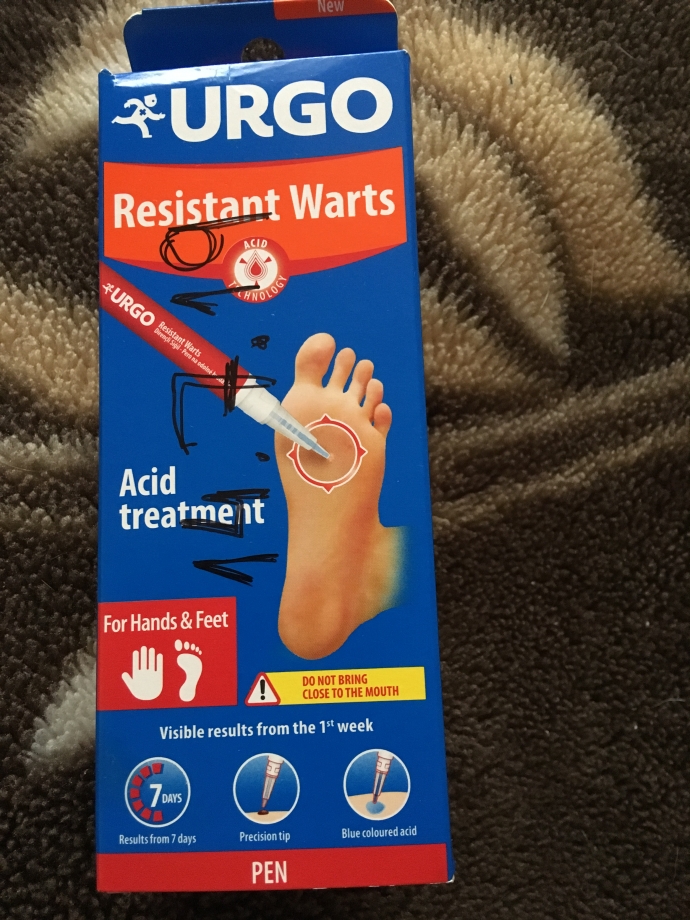 New
URGO
Resistant Warts
ACID
TECHNOLOGY
URGO
Resistant Warts
Acid
treatment
For Hands & Feet
DO NOT BRING
CLOSE TO THE MOUTH
Visible results from the 1st week
7 DAYS
Results from 7 days
Precision tip
Blue coloured acid
PEN